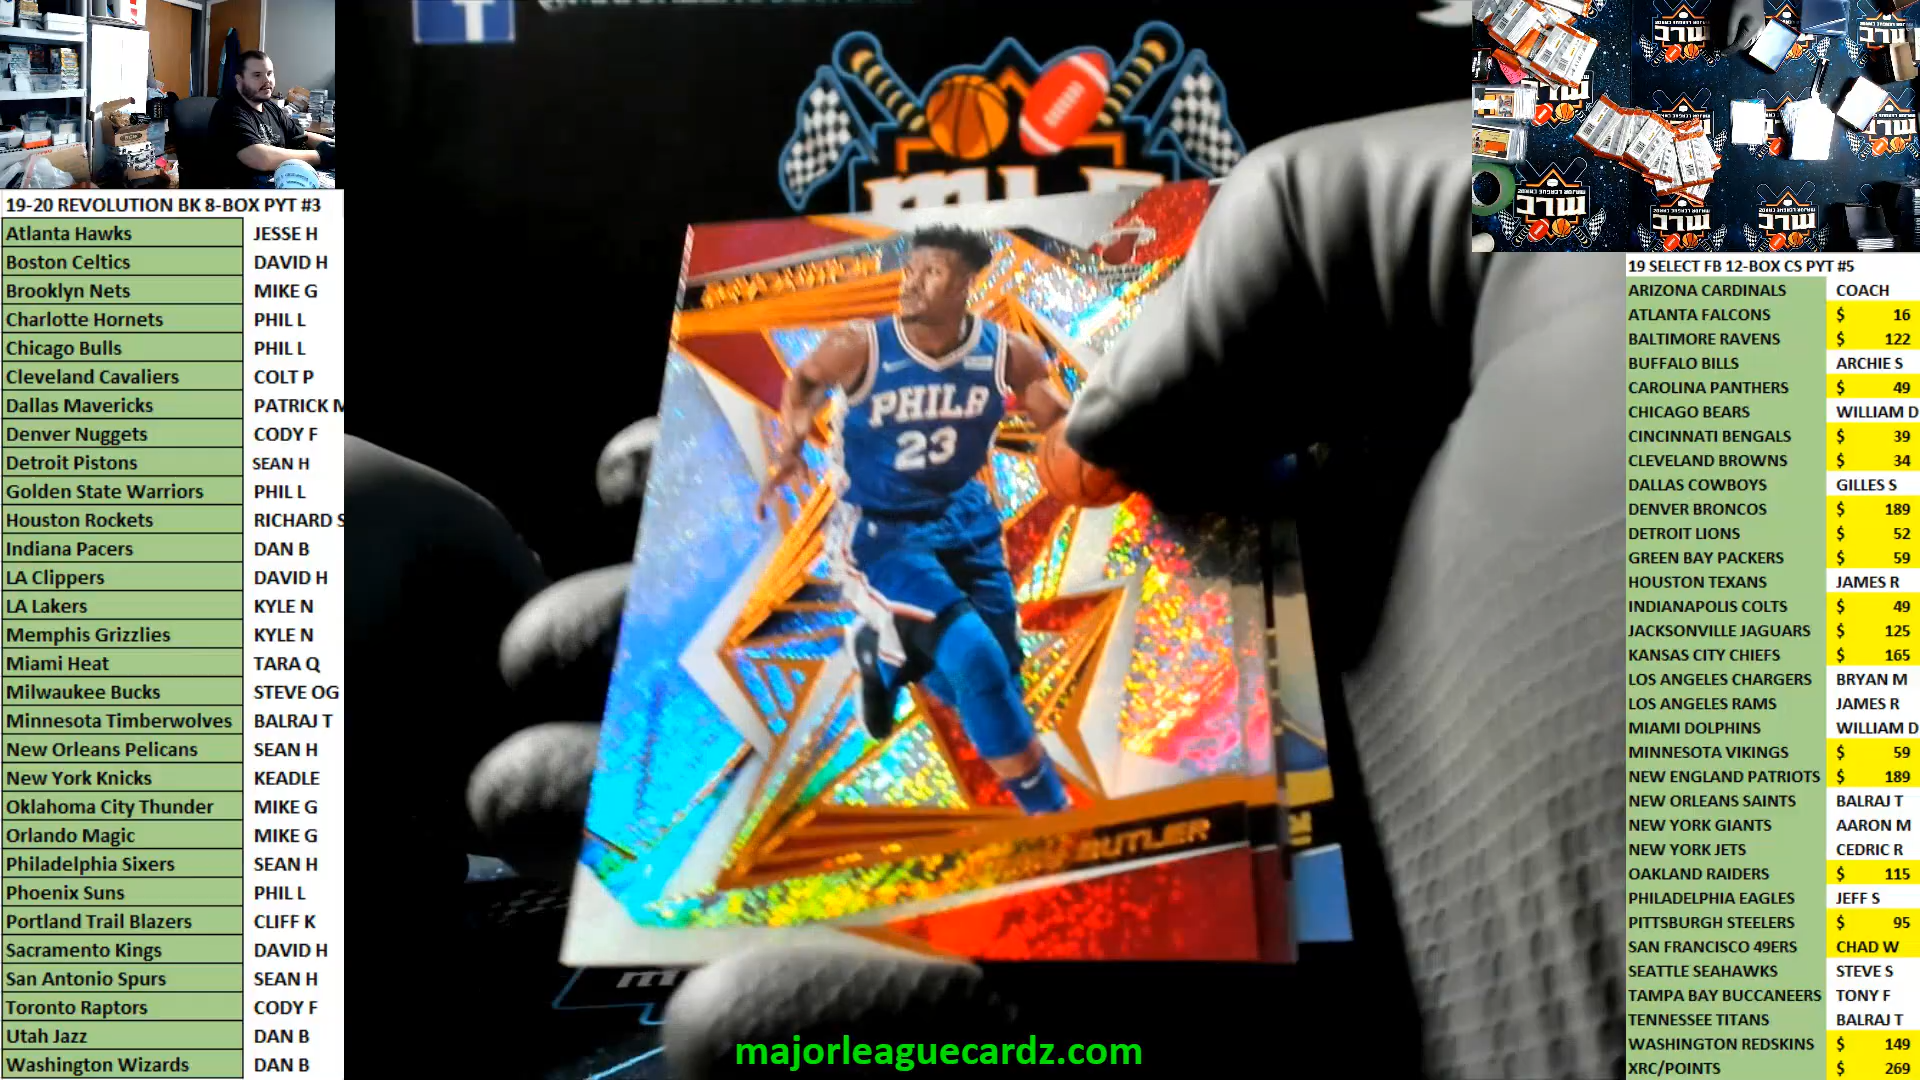 19-20 REVOLUTION BK 8-BOX PYT #3
Atlanta Hawks JESSE H
Boston Celtics DAVID H
Brooklyn Nets MIKE G
Charlotte Hornets PHIL L
Chicago Bulls PHIL L
Cleveland Cavaliers COLT P
Dallas Mavericks PATRICK M
Denver Nuggets CODY F
Detroit Pistons SEAN H
Golden State Warriors PHIL L
Houston Rockets RICHARD S
Indiana Pacers DAN B
LA Clippers DAVID H
LA Lakers KYLE N
Memphis Grizzlies KYLE N
Miami Heat TARA Q
Milwaukee Bucks STEVE OG
Minnesota Timberwolves BALRAJ T
New Orleans Pelicans SEAN H
New York Knicks KEADLE
Oklahoma City Thunder MIKE G
Orlando Magic MIKE G
Philadelphia Sixers SEAN H
Phoenix Suns PHIL L
Portland Trail Blazers CLIFF K
Sacramento Kings DAVID H
San Antonio Spurs SEAN H
Toronto Raptors CODY F
Utah Jazz DAN B
Washington Wizards DAN B
PHILA
23
BUTLER
majorleaguecardz.com
19 SELECT FB 12-BOX CS PYT #5
ARIZONA CARDINALS COACH
ATLANTA FALCONS $ 16
BALTIMORE RAVENS $ 122
BUFFALO BILLS ARCHIE S
CAROLINA PANTHERS $ 49
CHICAGO BEARS WILLIAM D
CINCINNATI BENGALS $ 39
CLEVELAND BROWNS $ 34
DALLAS COWBOYS GILLES S
DENVER BRONCOS $ 189
DETROIT LIONS $ 52
GREEN BAY PACKERS $ 59
HOUSTON TEXANS JAMES R
INDIANAPOLIS COLTS $ 49
JACKSONVILLE JAGUARS $ 125
KANSAS CITY CHIEFS $ 165
LOS ANGELES CHARGERS BRYAN M
LOS ANGELES RAMS JAMES R
MIAMI DOLPHINS WILLIAM D
MINNESOTA VIKINGS $ 59
NEW ENGLAND PATRIOTS $ 189
NEW ORLEANS SAINTS BALRAJ T
NEW YORK GIANTS AARON M
NEW YORK JETS CEDRIC R
OAKLAND RAIDERS $ 115
PHILADELPHIA EAGLES JEFF S
PITTSBURGH STEELERS $ 95
SAN FRANCISCO 49ERS CHAD W
SEATTLE SEAHAWKS STEVE S
TAMPA BAY BUCCANEERS TONY F
TENNESSEE TITANS BALRAJ T
WASHINGTON REDSKINS $ 149
XRC/POINTS $ 269